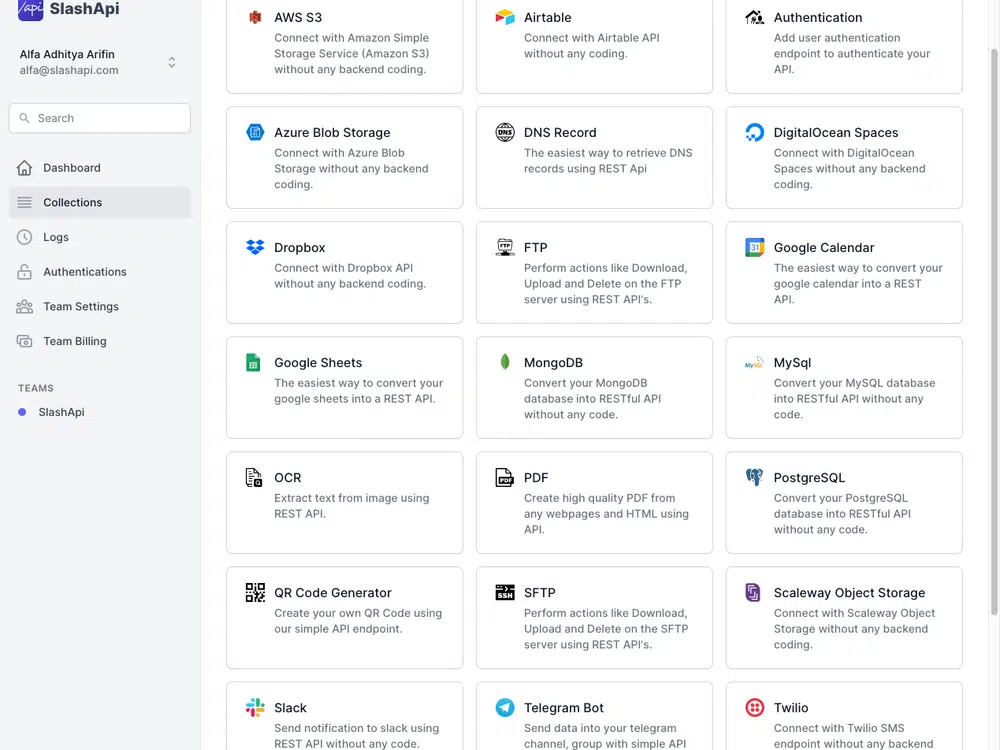 /api/ SlashApi
Alfa Adhitya Arifin
alfa@slashapi.com
Search
Dashboard
Collections
Logs
Authentications
Team Settings
Team Billing
TEAMS
SlashApi
AWS S3
Connect with Amazon Simple
Storage Service (Amazon S3)
without any backend coding.
Airtable
Connect with Airtable API
without any coding.
Authentication
Add user authentication
endpoint to authenticate your
API.
Azure Blob Storage
Connect with Azure Blob
Storage without any backend
coding.
DNS
DNS Record
The easiest way to retrieve DNS
records using REST Api
DigitalOcean Spaces
Connect with DigitalOcean
Spaces without any backend
coding.
Dropbox
Connect with Dropbox API
without any backend coding.
FTP
FTP
Perform actions like Download,
Upload and Delete on the FTP
server using REST API's.
31
Google Calendar
The easiest way to convert your
google calendar into a REST
API.
Google Sheets
The easiest way to convert your
google sheets into a REST API.
MongoDB
Convert your MongoDB
database into RESTful API
without any code.
MySQL
MySql
Convert your MySQL database
into RESTful API without any
code.
OCR
Extract text from image using
REST API.
PDF
PDF
Create high quality PDF from
any webpages and HTML using
API.
PostgreSQL
Convert your PostgreSQL
database into RESTful API
without any code.
QR Code Generator
Create your own QR Code using
our simple API endpoint.
SSH
SFTP
Perform actions like Download,
Upload and Delete on the SFTP
server using REST API's.
Scaleway Object Storage
Connect with Scaleway Object
Storage without any backend
coding.
Slack
Send notification to slack using
REST API without any code.
Telegram Bot
Send data into your telegram
channel, group with simple API
Twilio
Connect with Twilio SMS
endpoint without any backend